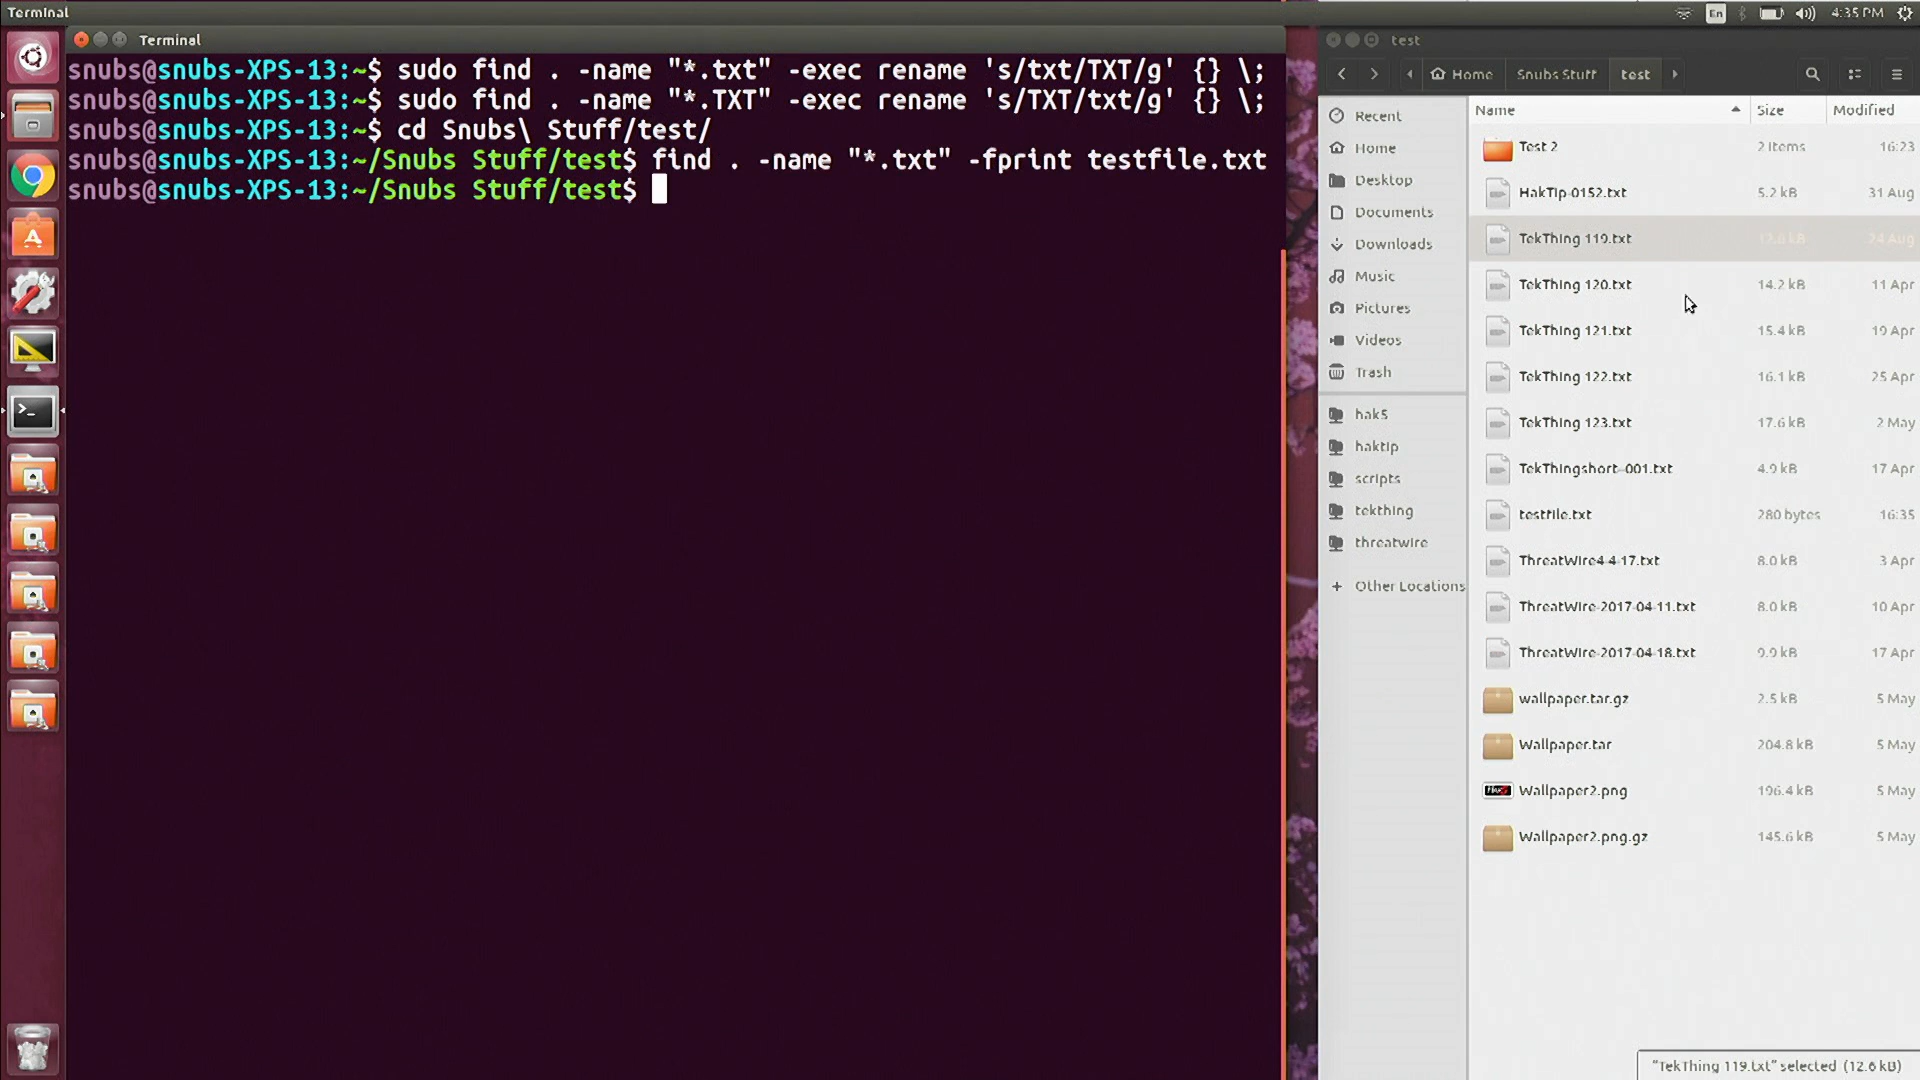 Terminal
En
4:35 PM
Terminal
snubs@snubs-XPS-13:~$ sudo find . -name "*.txt" -exec rename 's/txt/TXT/g' {} \;
snubs@snubs-XPS-13:~$ sudo find . -name "*.TXT" -exec rename 's/TXT/txt/g' {} \;
snubs@snubs-XPS-13:~$ cd Snubs\ Stuff/test/
snubs@snubs-XPS-13:~/Snubs Stuff/test$ find . -name "*.txt" -fprint testfile.txt
snubs@snubs-XPS-13:~/Snubs Stuff/test$
test
Home Snubs Stuff test
Recent
Home
Desktop
Documents
Downloads
Music
Pictures
Videos
Trash
hak5
haktip
scripts
tekthing
threatwire
Other Locations
Name Size Modified
Test 2 2 items 16:23
HakTip-0152.txt 5.2 kB 31 Aug
TekThing 119.txt 12.6 kB 24 Aug
TekThing 120.txt 14.2 kB 11 Apr
TekThing 121.txt 15.4 kB 19 Apr
TekThing 122.txt 16.1 kB 25 Apr
TekThing 123.txt 17.6 kB 2 May
TekThingshort-001.txt 4.9 kB 17 Apr
testfile.txt 280 bytes 16:35
ThreatWire4-4-17.txt 8.0 kB 3 Apr
ThreatWire-2017-04-11.txt 8.0 kB 10 Apr
ThreatWire-2017-04-18.txt 9.9 kB 17 Apr
wallpaper.tar.gz 2.5 kB 5 May
Wallpaper.tar 204.8 kB 5 May
Wallpaper2.png 196.4 kB 5 May
Wallpaper2.png.gz 145.6 kB 5 May
"TekThing 119.txt" selected (12.6 kB)